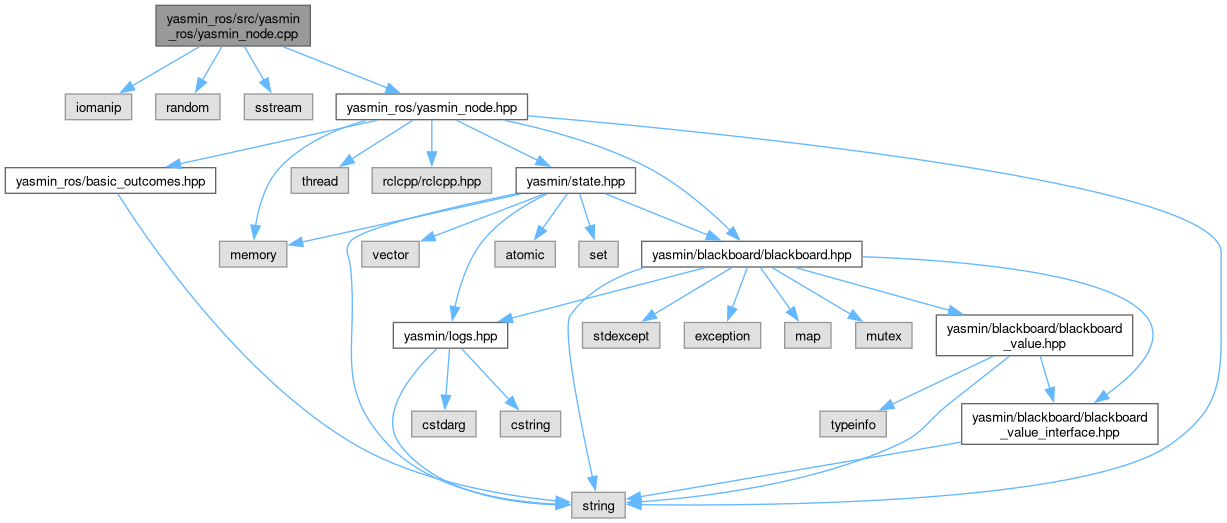 yasmin_ros/src/yasmin
_ros/yasmin_node.cpp
iomanip
random
sstream
yasmin_ros/yasmin_node.hpp
yasmin_ros/basic_outcomes.hpp
thread
rclcpp/rclcpp.hpp
yasmin/state.hpp
memory
vector
atomic
set
yasmin/blackboard/blackboard.hpp
yasmin/logs.hpp
stdexcept
exception
map
mutex
yasmin/blackboard/blackboard
_value.hpp
cstdarg
cstring
typeinfo
yasmin/blackboard/blackboard
_value_interface.hpp
string